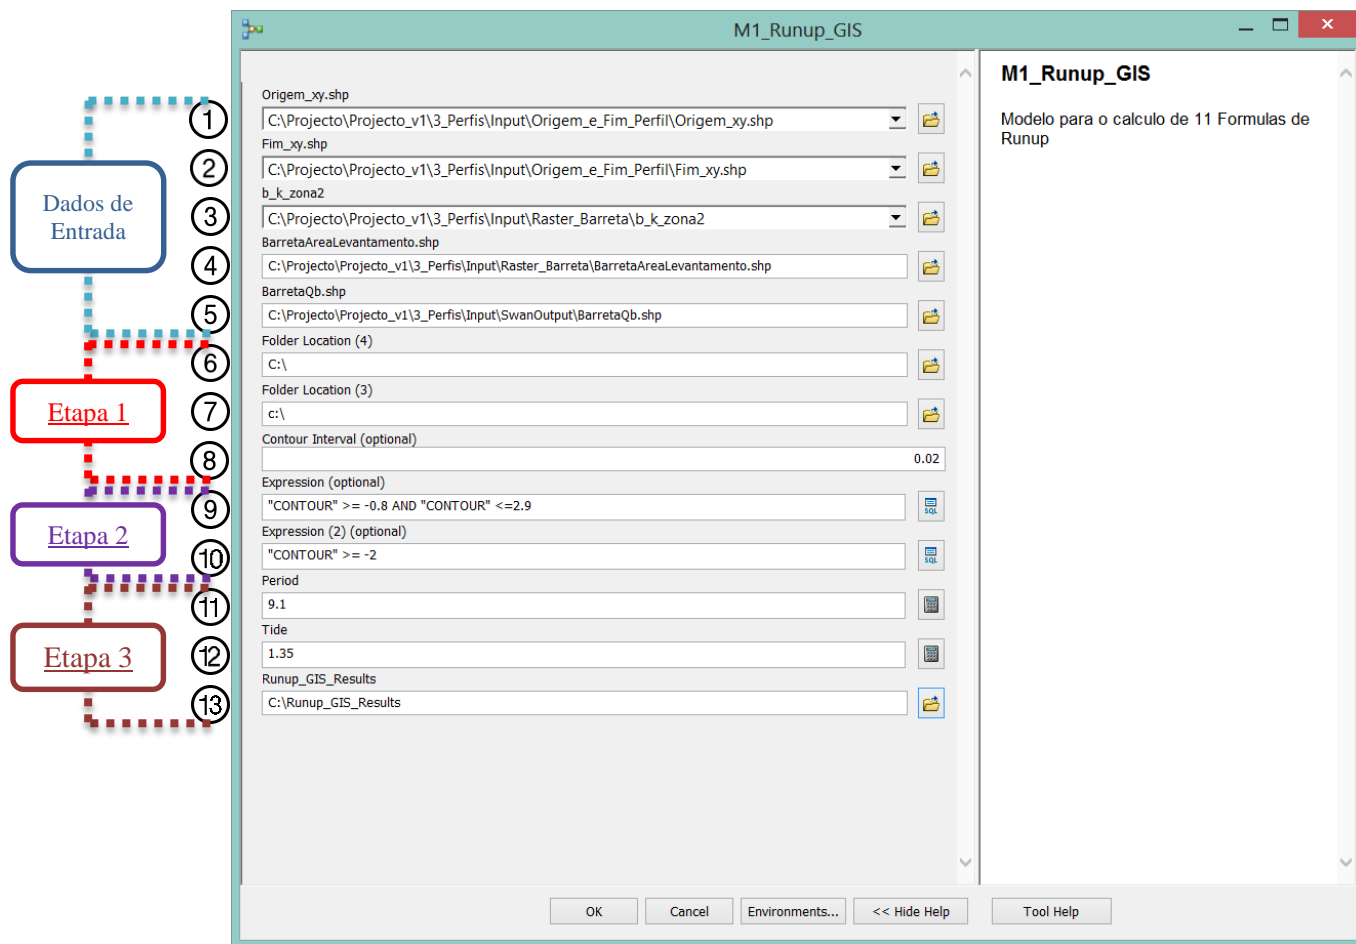 M1_Runup_GIS
Dados de
Entrada
Etapa 1
Etapa 2
Etapa 3
1
Origem_xy.shp
C:\Projecto\Projecto_v1\3_Perfis\Input\Origem_e_Fim_Perfil\Origem_xy.shp
2
Fim_xy.shp
C:\Projecto\Projecto_v1\3_Perfis\Input\Origem_e_Fim_Perfil\Fim_xy.shp
3
b_k_zona2
C:\Projecto\Projecto_v1\3_Perfis\Input\Raster_Barreta\b_k_zona2
4
BarretaAreaLevantamento.shp
C:\Projecto\Projecto_v1\3_Perfis\Input\Raster_Barreta\BarretaAreaLevantamento.shp
5
BarretaQb.shp
C:\Projecto\Projecto_v1\3_Perfis\Input\SwanOutput\BarretaQb.shp
6
Folder Location (4)
C:\
7
Folder Location (3)
c:\
8
Contour Interval (optional)
0.02
9
Expression (optional)
"CONTOUR" >= -0.8 AND "CONTOUR" <=2.9
SQL
10
Expression (2) (optional)
"CONTOUR" >= -2
SQL
11
Period
9.1
12
Tide
1.35
13
Runup_GIS_Results
C:\Runup_GIS_Results
M1_Runup_GIS
Modelo para o calculo de 11 Formulas de
Runup
OK
Cancel
Environments...
<< Hide Help
Tool Help